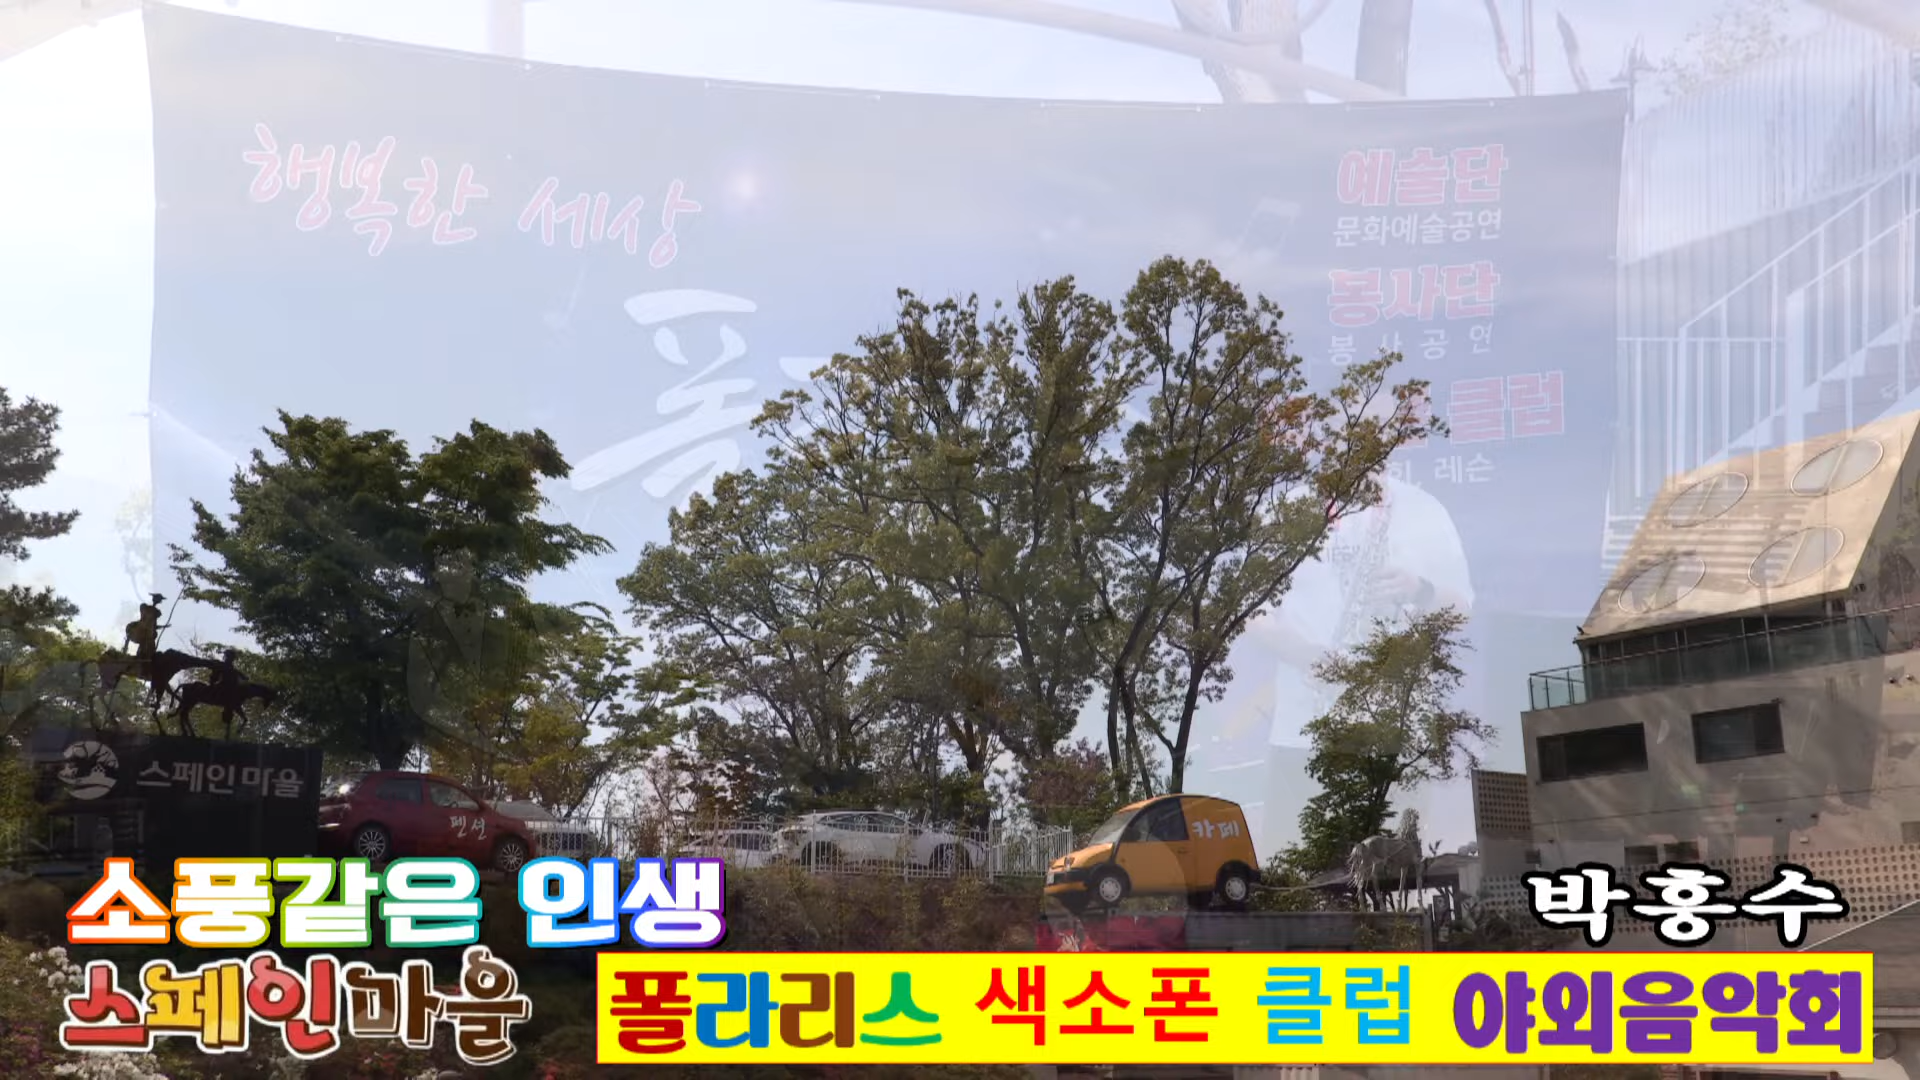 행복한 세상
예술단
문화예술공연
봉사단
봉사공연
클럽
레슨
스페인마을
펜션
카페
소풍같은 인생
박흥수
스페인마을
폴라리스 색소폰 클럽 야외음악회